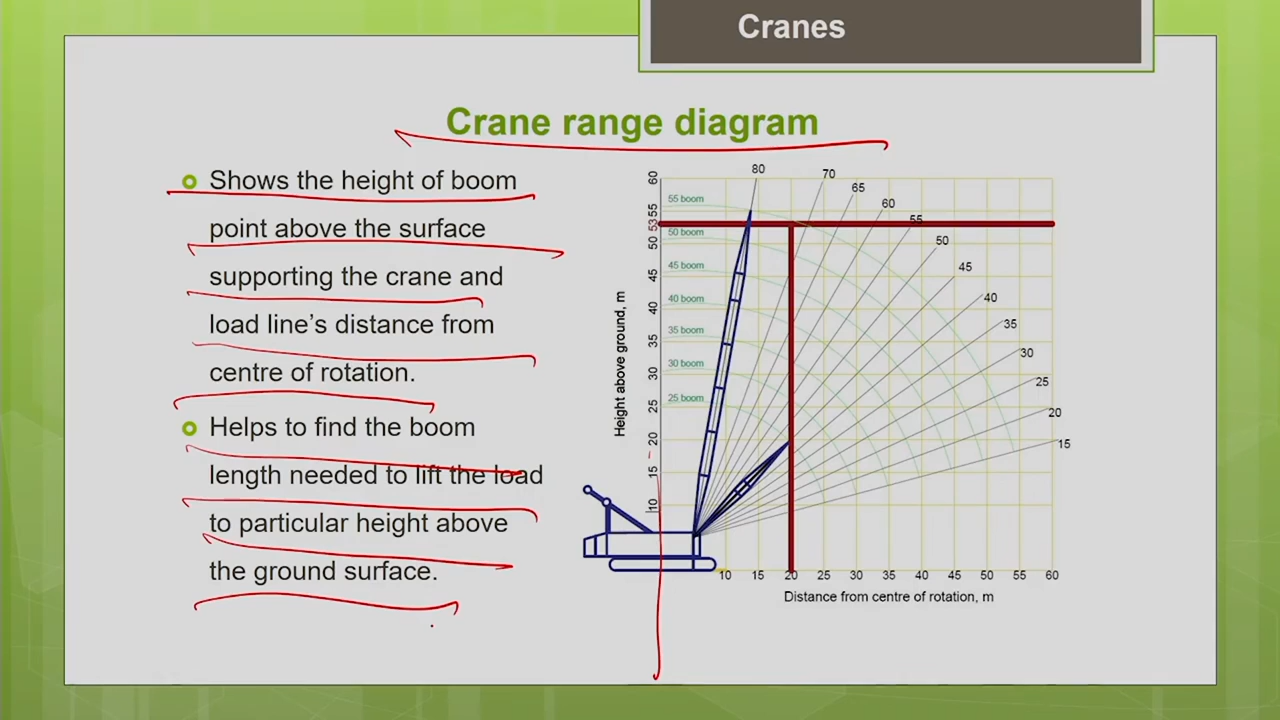 Cranes
Crane range diagram
Shows the height of boom
point above the surface
supporting the crane and
load line's distance from
centre of rotation.
Helps to find the boom
length needed to lift the load
to particular height above
the ground surface.
Height above ground, m
60
55
53
50
45
40
35
30
25
20
15
10
55 boom
50 boom
45 boom
40 boom
35 boom
30 boom
25 boom
80
70
65
60
55
50
45
40
35
30
25
20
15
10 15 20 25 30 35 40 45 50 55 60
Distance from centre of rotation, m